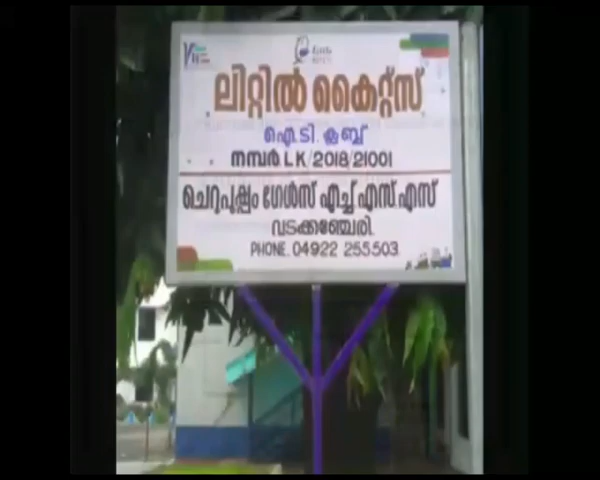 ലിറ്റിൽ കൈറ്റ്സ്
ഐ.ടി. ക്ലബ്ബ്
നമ്പർ LK/2018/21001
ചെറുപുഷ്പം ഗേൾസ് എച്ച്.എസ്.എസ്
വടക്കഞ്ചേരി.
PHONE. 04922 255503